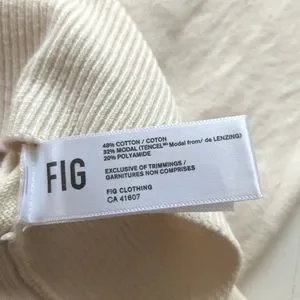 FIG
48% COTTON / COTON
32% MODAL (TENCEL™ Modal from/ de LENZING)
20% POLYAMIDE
EXCLUSIVE OF TRIMMINGS /
GARNITURES NON COMPRISES
FIG CLOTHING
CA 41607